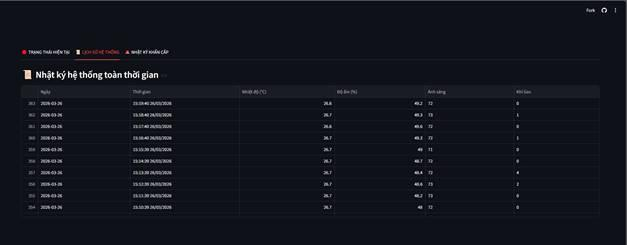 Fork
TRẠNG THÁI HIỆN TẠI LỊCH SỬ HỆ THỐNG NHẬT KÝ KHẨN CẤP
Nhật ký hệ thống toàn thời gian
Ngày Thời gian Nhiệt độ (°C) Độ ẩm (%) Ánh sáng Khí Gas
363 2026-03-26 15:19:40 26/03/2026 26.6 49.2 72 0
362 2026-03-26 15:18:40 26/03/2026 26.7 49.3 73 1
361 2026-03-26 15:17:40 26/03/2026 26.6 49.6 72 0
360 2026-03-26 15:16:40 26/03/2026 26.7 49.3 72 1
359 2026-03-26 15:15:39 26/03/2026 26.7 49 71 0
358 2026-03-26 15:14:39 26/03/2026 26.7 48.7 72 0
357 2026-03-26 15:13:39 26/03/2026 26.7 48.4 72 4
356 2026-03-26 15:12:39 26/03/2026 26.7 48.6 73 2
355 2026-03-26 15:11:39 26/03/2026 26.7 48.2 73 0
354 2026-03-26 15:10:39 26/03/2026 26.7 48 72 0